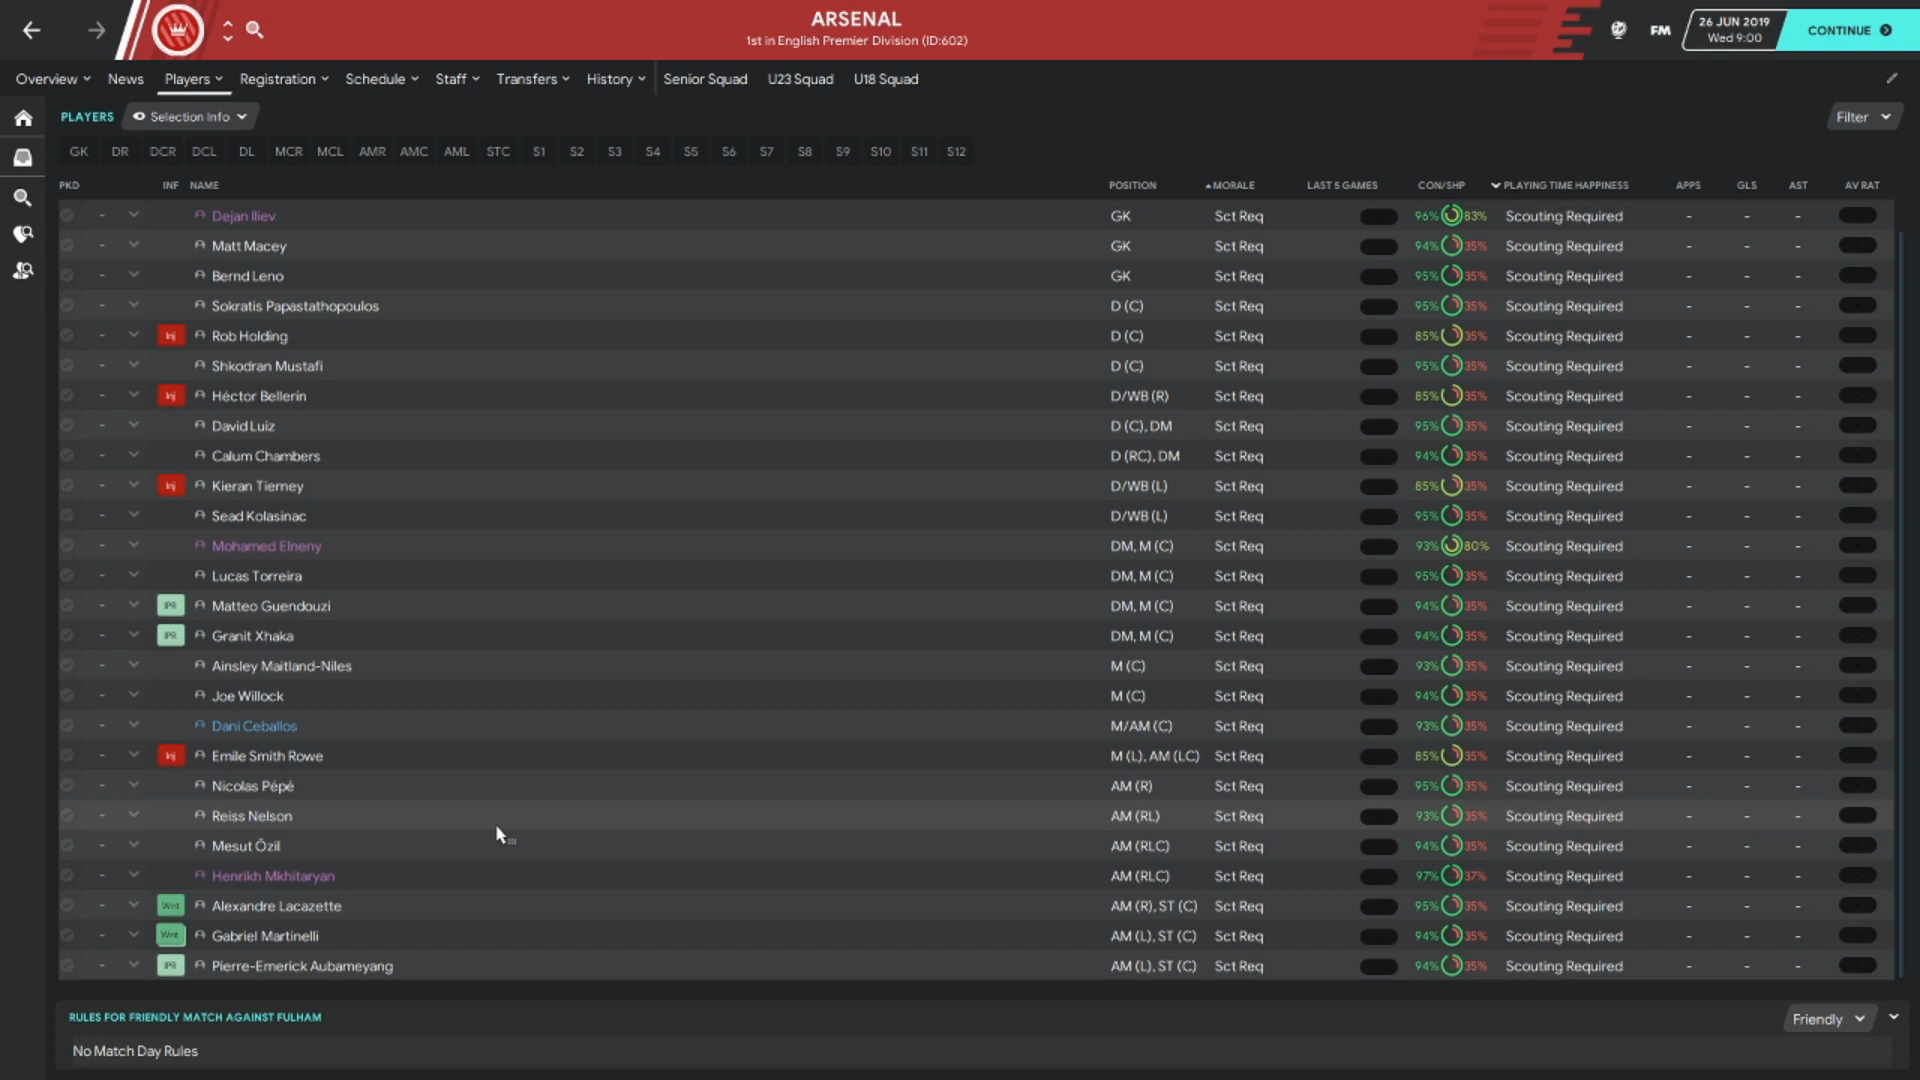 ARSENAL
1st in English Premier Division (ID:602)
FM
26 JUN 2019
Wed 9:00
CONTINUE
Overview News Players Registration Schedule Staff Transfers History Senior Squad U23 Squad U18 Squad
PLAYERS Selection Info Filter
GK DR DCR DCL DL MCR MCL AMR AMC AML STC S1 S2 S3 S4 S5 S6 S7 S8 S9 S10 S11 S12
PKD INF NAME POSITION MORALE LAST 5 GAMES CON/SHP PLAYING TIME HAPPINESS APPS GLS AST AV RAT
- Dejan Iliev GK Sct Req 96% 83% Scouting Required - - -
- Matt Macey GK Sct Req 94% 35% Scouting Required - - -
- Bernd Leno GK Sct Req 95% 35% Scouting Required - - -
- Sokratis Papastathopoulos D (C) Sct Req 95% 35% Scouting Required - - -
- Inj Rob Holding D (C) Sct Req 85% 35% Scouting Required - - -
- Shkodran Mustafi D (C) Sct Req 95% 35% Scouting Required - - -
- Inj Héctor Bellerín D/WB (R) Sct Req 85% 35% Scouting Required - - -
- David Luiz D (C), DM Sct Req 95% 35% Scouting Required - - -
- Calum Chambers D (RC), DM Sct Req 94% 35% Scouting Required - - -
- Inj Kieran Tierney D/WB (L) Sct Req 85% 35% Scouting Required - - -
- Sead Kolasinac D/WB (L) Sct Req 95% 35% Scouting Required - - -
- Mohamed Elneny DM, M (C) Sct Req 93% 80% Scouting Required - - -
- Lucas Torreira DM, M (C) Sct Req 95% 35% Scouting Required - - -
- IPR Matteo Guendouzi DM, M (C) Sct Req 94% 35% Scouting Required - - -
- IPR Granit Xhaka DM, M (C) Sct Req 94% 35% Scouting Required - - -
- Ainsley Maitland-Niles M (C) Sct Req 93% 35% Scouting Required - - -
- Joe Willock M (C) Sct Req 94% 35% Scouting Required - - -
- Dani Ceballos M/AM (C) Sct Req 93% 35% Scouting Required - - -
- Inj Emile Smith Rowe M (L), AM (LC) Sct Req 85% 35% Scouting Required - - -
- Nicolas Pépé AM (R) Sct Req 95% 35% Scouting Required - - -
- Reiss Nelson AM (RL) Sct Req 93% 35% Scouting Required - - -
- Mesut Özil AM (RLC) Sct Req 94% 35% Scouting Required - - -
- Henrikh Mkhitaryan AM (RLC) Sct Req 97% 37% Scouting Required - - -
- Wnt Alexandre Lacazette AM (R), ST (C) Sct Req 95% 35% Scouting Required - - -
- Wnt Gabriel Martinelli AM (L), ST (C) Sct Req 94% 35% Scouting Required - - -
- IPR Pierre-Emerick Aubameyang AM (L), ST (C) Sct Req 94% 35% Scouting Required - - -
RULES FOR FRIENDLY MATCH AGAINST FULHAM Friendly
No Match Day Rules